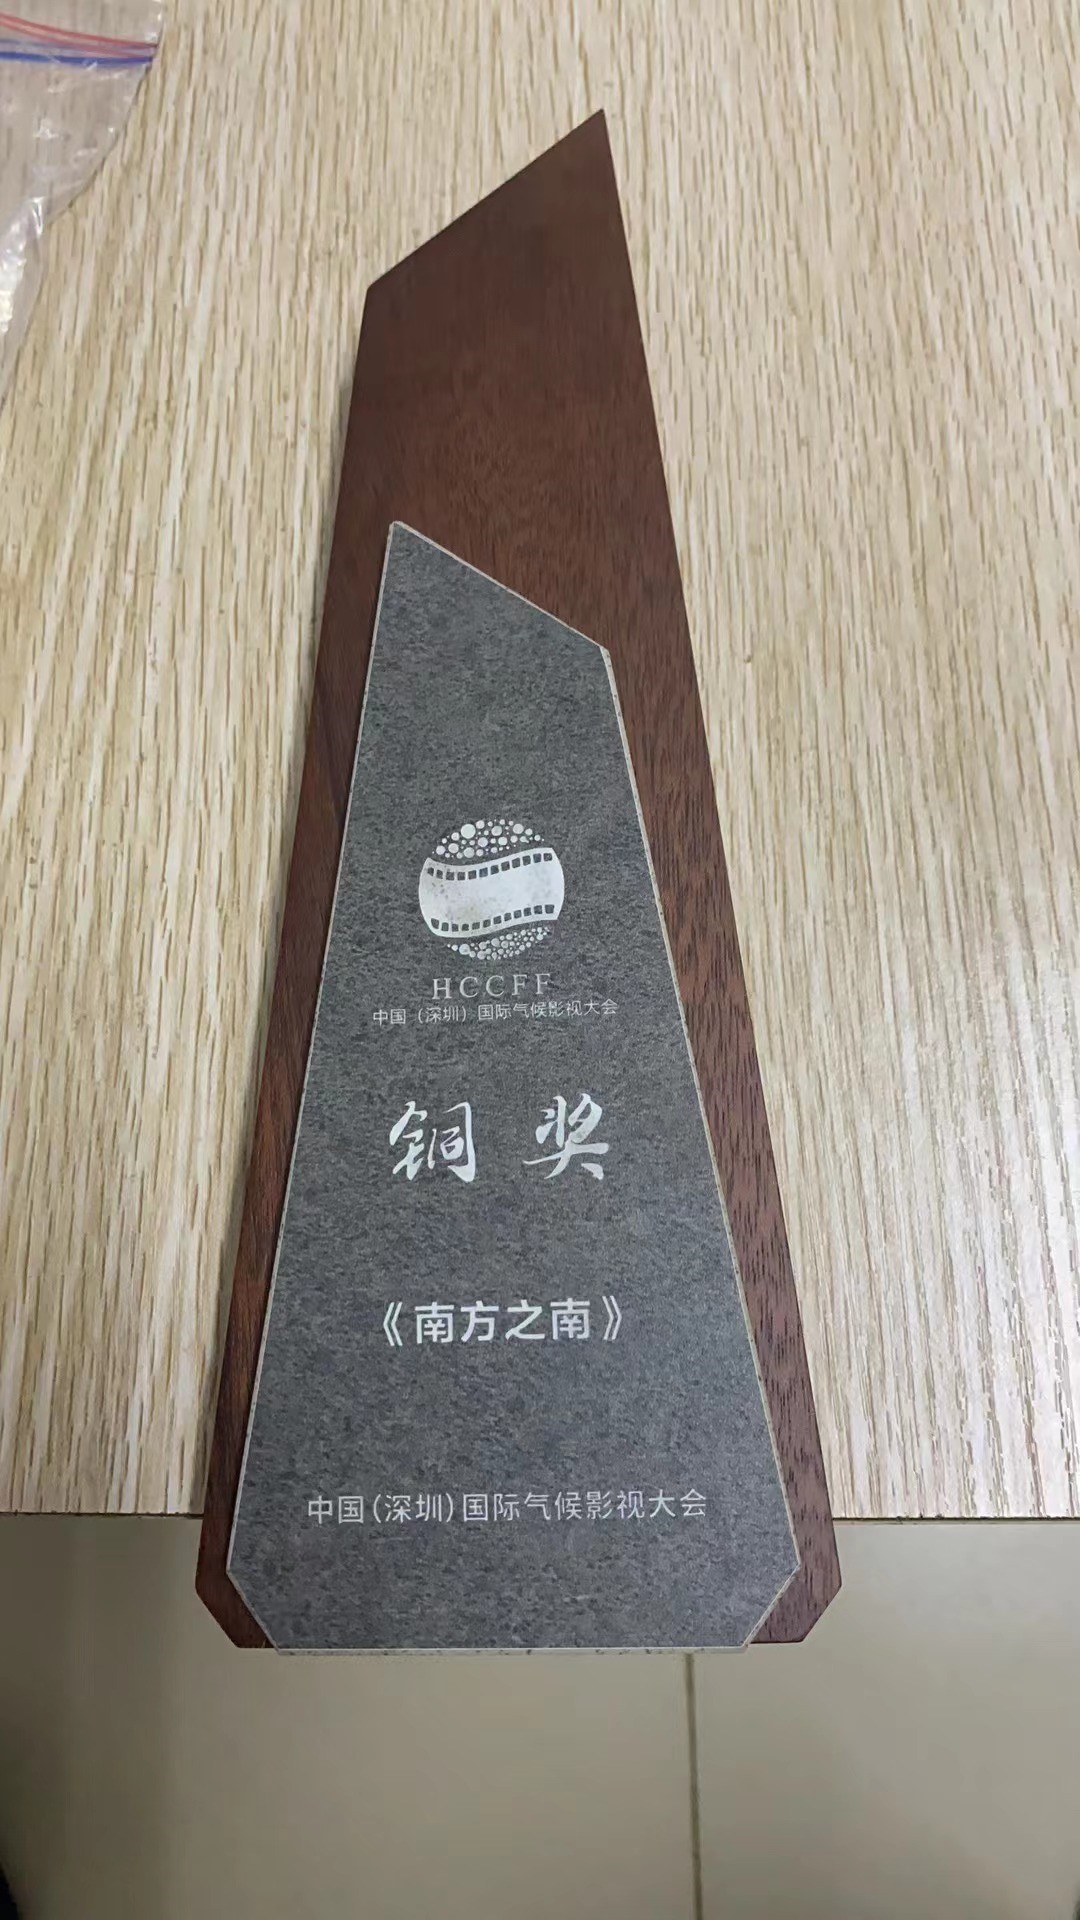 HCCFF
中国（深圳）国际气候影视大会
铜奖
《南方之南》
中国(深圳)国际气候影视大会